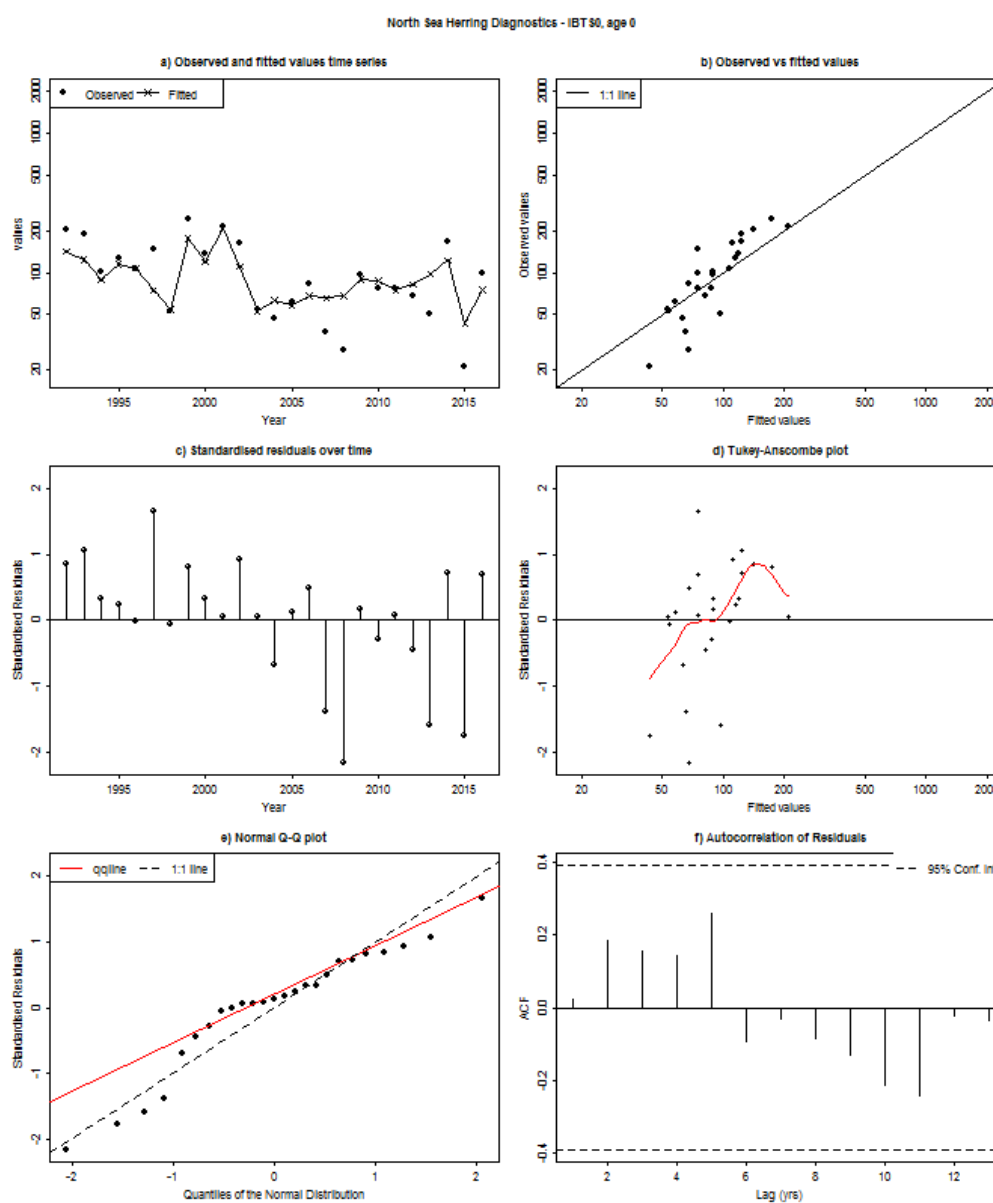 North Sea Herring Diagnostics - IBTS0, age 0
a) Observed and fitted values time series
Observed Fitted
values
20 50 100 200 500 1000 2000
1995 2000 2005 2010 2015
Year
b) Observed vs fitted values
1:1 line
Observed values
20 50 100 200 500 1000 2000
20 50 100 200 500 1000 200
Fitted values
c) Standardised residuals over time
Standardised Residuals
-2 -1 0 1 2
1995 2000 2005 2010 2015
Year
d) Tukey-Anscombe plot
Standardised Residuals
-2 -1 0 1 2
20 50 100 200 500 1000 200
Fitted values
e) Normal Q-Q plot
qqline 1:1 line
Standardised Residuals
-2 -1 0 1 2
-2 -1 0 1 2
Quantiles of the Normal Distribution
f) Autocorrelation of Residuals
95% Conf. In
ACF
-0.4 -0.2 0.0 0.2 0.4
2 4 6 8 10 12
Lag (yrs)